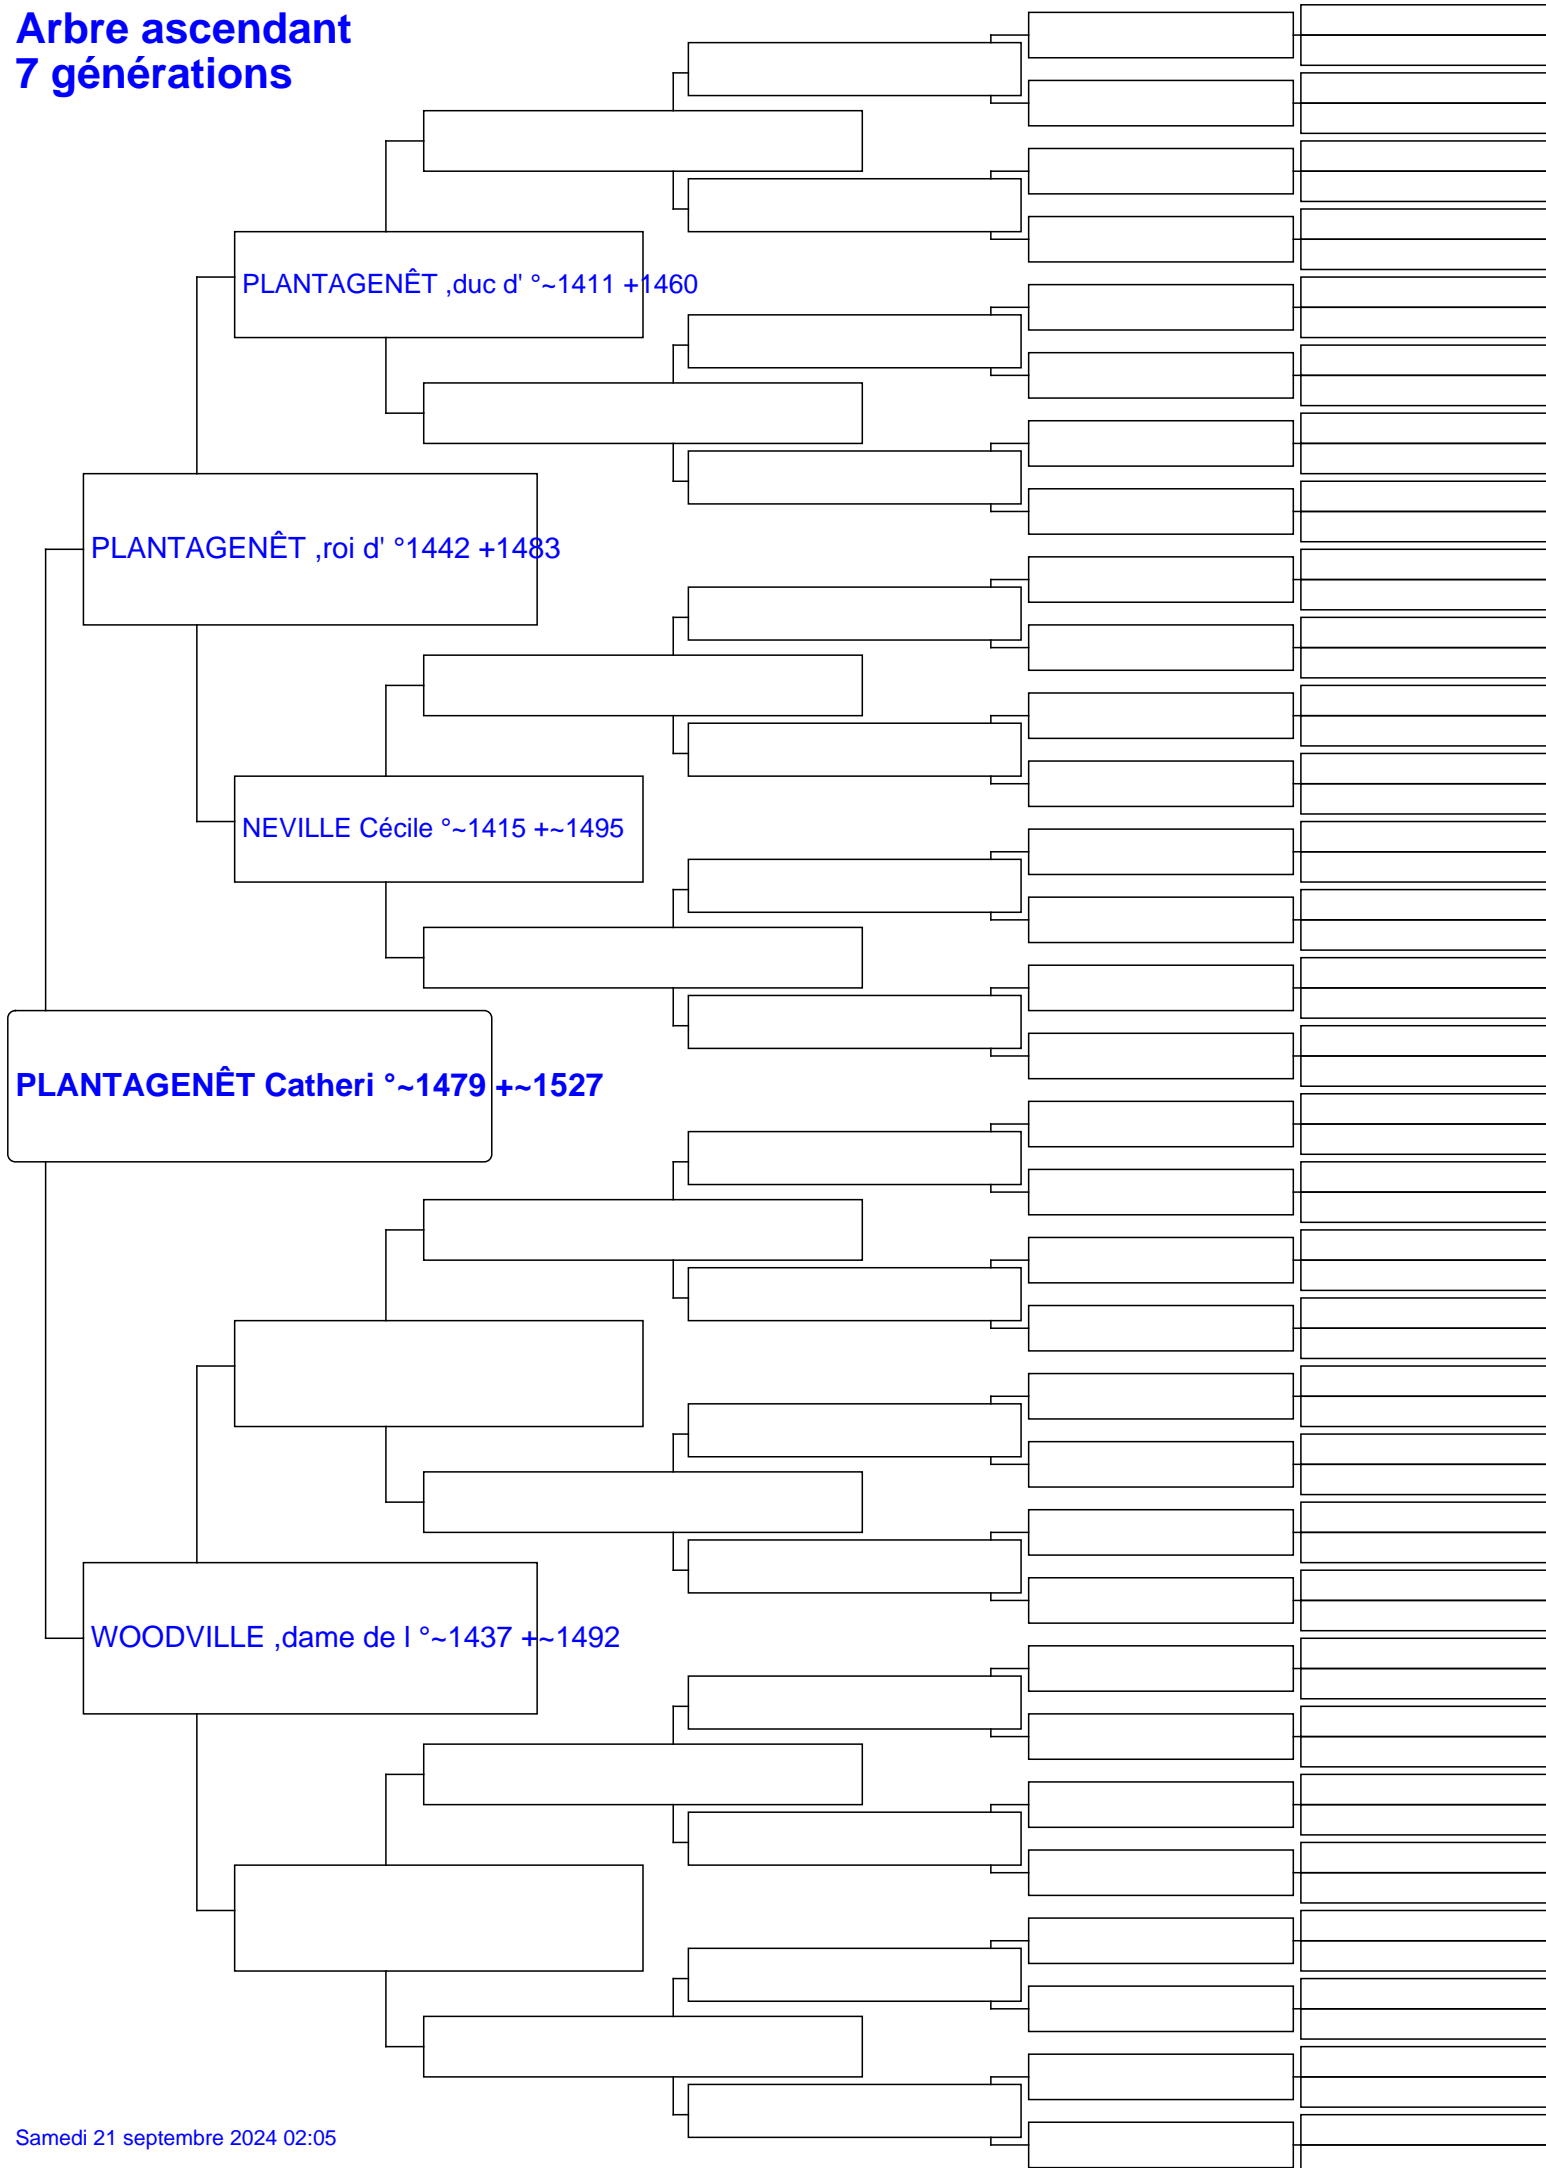 Arbre ascendant
7 générations
PLANTAGENÊT ,duc d' °~1411 +1460
PLANTAGENÊT ,roi d' °1442 +1483
NEVILLE Cécile °~1415 +~1495
PLANTAGENÊT Catheri °~1479 +~1527
WOODVILLE ,dame de l °~1437 +~1492
Samedi 21 septembre 2024 02:05